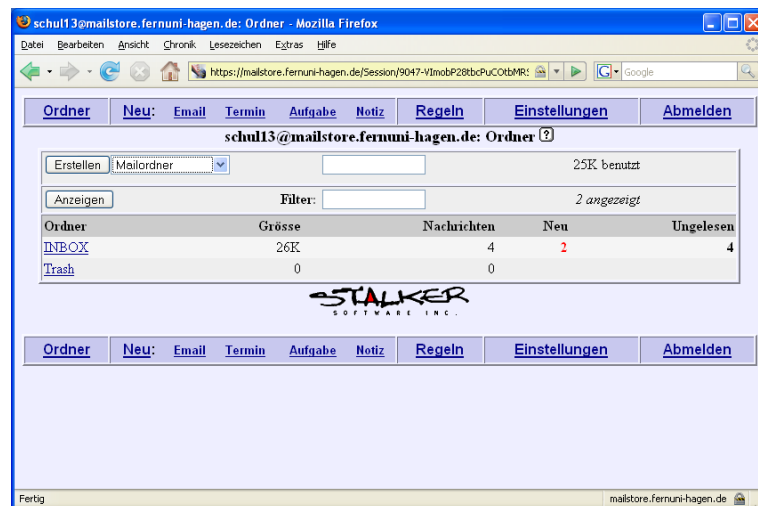 schul13@mailstore.fernuni-hagen.de: Ordner - Mozilla Firefox
Datei Bearbeiten Ansicht Chronik Lesezeichen Extras Hilfe
https://mailstore.fernuni-hagen.de/Session/9047-VImobP28tbcPuCOtbMRS G Google
Ordner Neu: Email Termin Aufgabe Notiz Regeln Einstellungen Abmelden
schul13@mailstore.fernuni-hagen.de: Ordner ?
Erstellen Mailordner 25K benutzt
Anzeigen Filter: 2 angezeigt
Ordner Grösse Nachrichten Neu Ungelesen
INBOX 26K 4 2 4
Trash 0 0
STALKER
SOFTWARE INC.
Ordner Neu: Email Termin Aufgabe Notiz Regeln Einstellungen Abmelden
Fertig mailstore.fernuni-hagen.de